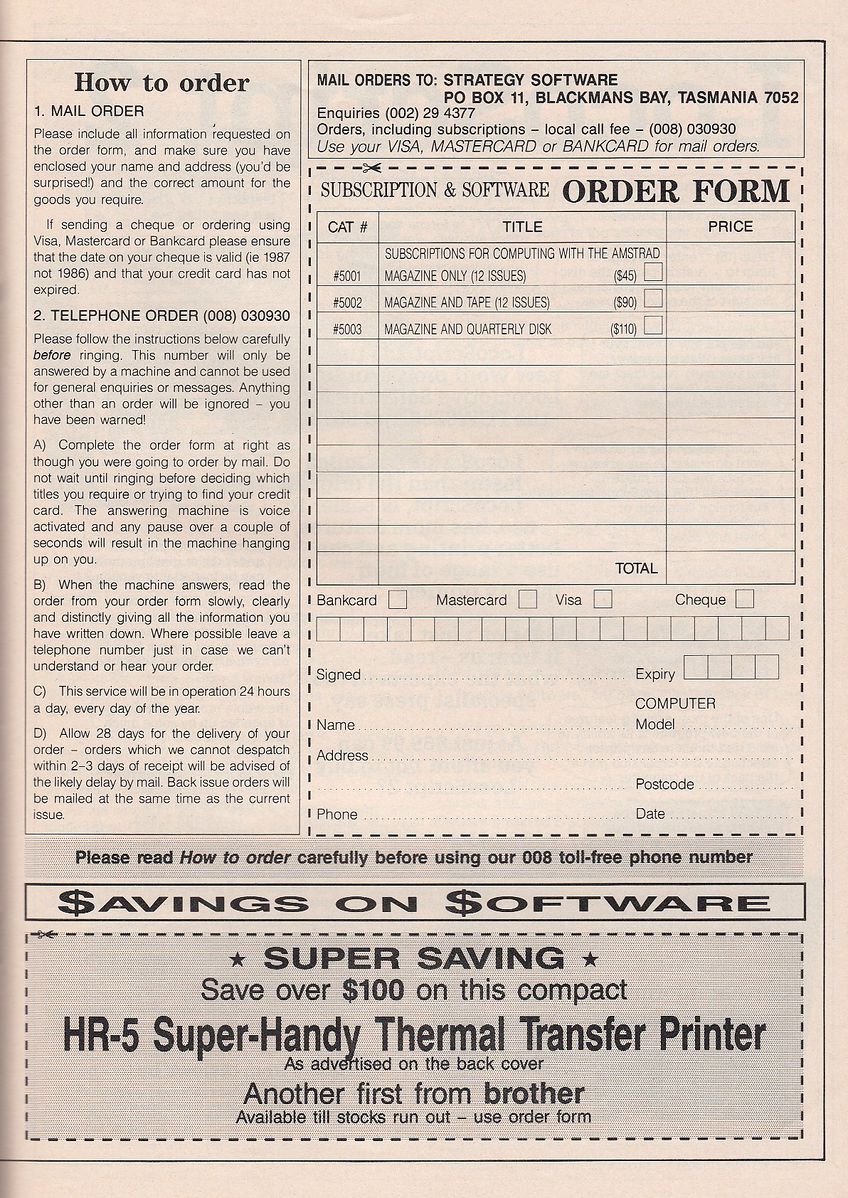 How to order
1. MAIL ORDER
Please include all information requested on
the order form, and make sure you have
enclosed your name and address (you'd be
surprised!) and the correct amount for the
goods you require.
If sending a cheque or ordering using
Visa, Mastercard or Bankcard please ensure
that the date on your cheque is valid (ie 1987
not 1986) and that your credit card has not
expired.
2. TELEPHONE ORDER (008) 030930
Please follow the instructions below carefully
before ringing. This number will only be
answered by a machine and cannot be used
for general enquiries or messages. Anything
other than an order will be ignored – you
have been warned!
A) Complete the order form at right as
though you were going to order by mail. Do
not wait until ringing before deciding which
titles you require or trying to find your credit
card. The answering machine is voice
activated and any pause over a couple of
seconds will result in the machine hanging
up on you.
B) When the machine answers, read the
order from your order form slowly, clearly
and distinctly giving all the information you
have written down. Where possible leave a
telephone number just in case we can't
understand or hear your order.
C) This service will be in operation 24 hours
a day, every day of the year.
D) Allow 28 days for the delivery of your
order – orders which we cannot despatch
within 2–3 days of receipt will be advised of
the likely delay by mail. Back issue orders will
be mailed at the same time as the current
issue.
MAIL ORDERS TO: STRATEGY SOFTWARE
PO BOX 11, BLACKMANS BAY, TASMANIA 7052
Enquiries (002) 29 4377
Orders, including subscriptions – local call fee – (008) 030930
Use your VISA, MASTERCARD or BANKCARD for mail orders.
SUBSCRIPTION & SOFTWARE ORDER FORM
CAT # TITLE PRICE
SUBSCRIPTIONS FOR COMPUTING WITH THE AMSTRAD
#5001 MAGAZINE ONLY (12 ISSUES) ($45)
#5002 MAGAZINE AND TAPE (12 ISSUES) ($90)
#5003 MAGAZINE AND QUARTERLY DISK ($110)
TOTAL
Bankcard Mastercard Visa Cheque
Signed Expiry
COMPUTER
Name Model
Address
Postcode
Phone Date
Please read How to order carefully before using our 008 toll-free phone number
$AVINGS ON $OFTWARE
★ SUPER SAVING ★
Save over $100 on this compact
HR-5 Super-Handy Thermal Transfer Printer
As advertised on the back cover
Another first from brother
Available till stocks run out – use order form